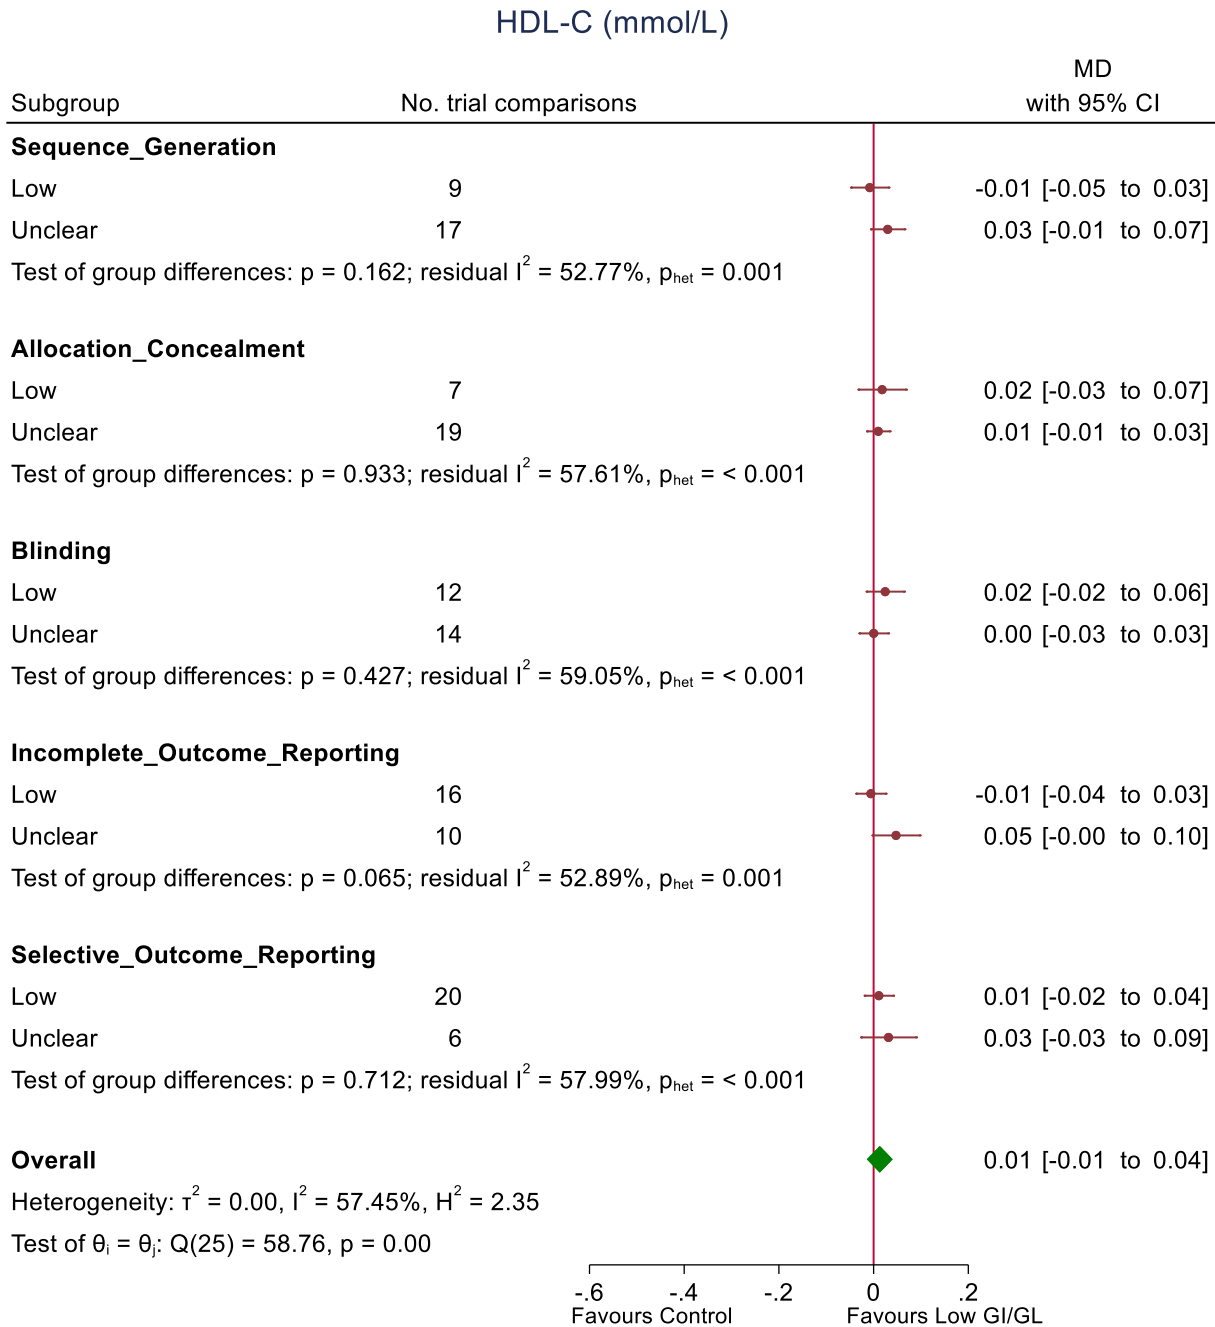 HDL-C (mmol/L)
MD
Subgroup No. trial comparisons with 95% CI
Sequence_Generation
Low 9 -0.01 [-0.05 to 0.03]
Unclear 17 0.03 [-0.01 to 0.07]
Test of group differences: p = 0.162; residual I² = 52.77%, pₕₑₜ = 0.001
Allocation_Concealment
Low 7 0.02 [-0.03 to 0.07]
Unclear 19 0.01 [-0.01 to 0.03]
Test of group differences: p = 0.933; residual I² = 57.61%, pₕₑₜ = < 0.001
Blinding
Low 12 0.02 [-0.02 to 0.06]
Unclear 14 0.00 [-0.03 to 0.03]
Test of group differences: p = 0.427; residual I² = 59.05%, pₕₑₜ = < 0.001
Incomplete_Outcome_Reporting
Low 16 -0.01 [-0.04 to 0.03]
Unclear 10 0.05 [-0.00 to 0.10]
Test of group differences: p = 0.065; residual I² = 52.89%, pₕₑₜ = 0.001
Selective_Outcome_Reporting
Low 20 0.01 [-0.02 to 0.04]
Unclear 6 0.03 [-0.03 to 0.09]
Test of group differences: p = 0.712; residual I² = 57.99%, pₕₑₜ = < 0.001
Overall 0.01 [-0.01 to 0.04]
Heterogeneity: τ² = 0.00, I² = 57.45%, H² = 2.35
Test of θᵢ = θⱼ: Q(25) = 58.76, p = 0.00
-.6 -.4 -.2 0 .2
Favours Control Favours Low GI/GL